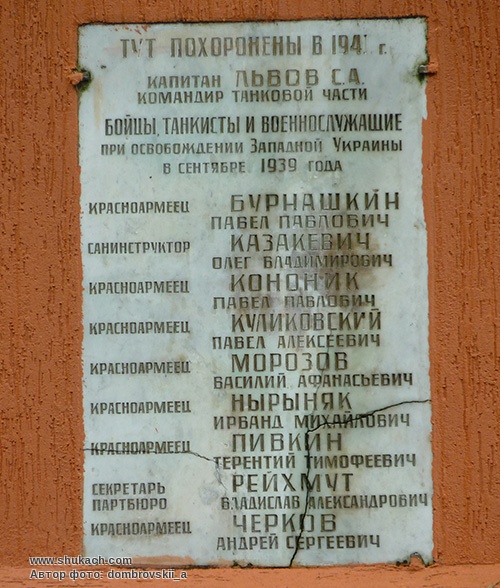 ТУТ ПОХОРОНЕНЫ В 194 г.
КАПИТАН ЛЬВОВ С.А.
КОМАНДИР ТАНКОВОЙ ЧАСТИ
БОЙЦЫ, ТАНКИСТЫ И ВОЕННОСЛУЖАЩИЕ
ПРИ ОСВОБОЖДЕНИИ ЗАПАДНОЙ УКРАИНЫ
В СЕНТЯБРЕ 1939 ГОДА
КРАСНОАРМЕЕЦ БУРНАШКИН
ПАВЕЛ ПАВЛОВИЧ
САНИНСТРУКТОР КАЗАКЕВИЧ
ОЛЕГ ВЛАДИМИРОВИЧ
КРАСНОАРМЕЕЦ КОНОНИК
ПАВЕЛ ПАВЛОВИЧ
КРАСНОАРМЕЕЦ КУЛИКОВСКИЙ
ПАВЕЛ АЛЕКСЕЕВИЧ
КРАСНОАРМЕЕЦ МОРОЗОВ
ВАСИЛИЙ АФАНАСЬЕВИЧ
КРАСНОАРМЕЕЦ НЫРЫНЯК
ИРВАНД МИХАЙЛОВИЧ
КРАСНОАРМЕЕЦ ПИВКИН
ТЕРЕНТИЙ ТИМОФЕЕВИЧ
СЕКРЕТАРЬ РЕЙХМУТ
ПАРТБЮРО ВЛАДИСЛАВ АЛЕКСАНДРОВИЧ
КРАСНОАРМЕЕЦ ЧЕРКОВ
АНДРЕЙ СЕРГЕЕВИЧ
www.shukach.com
Автор фото- dombrovskii_a